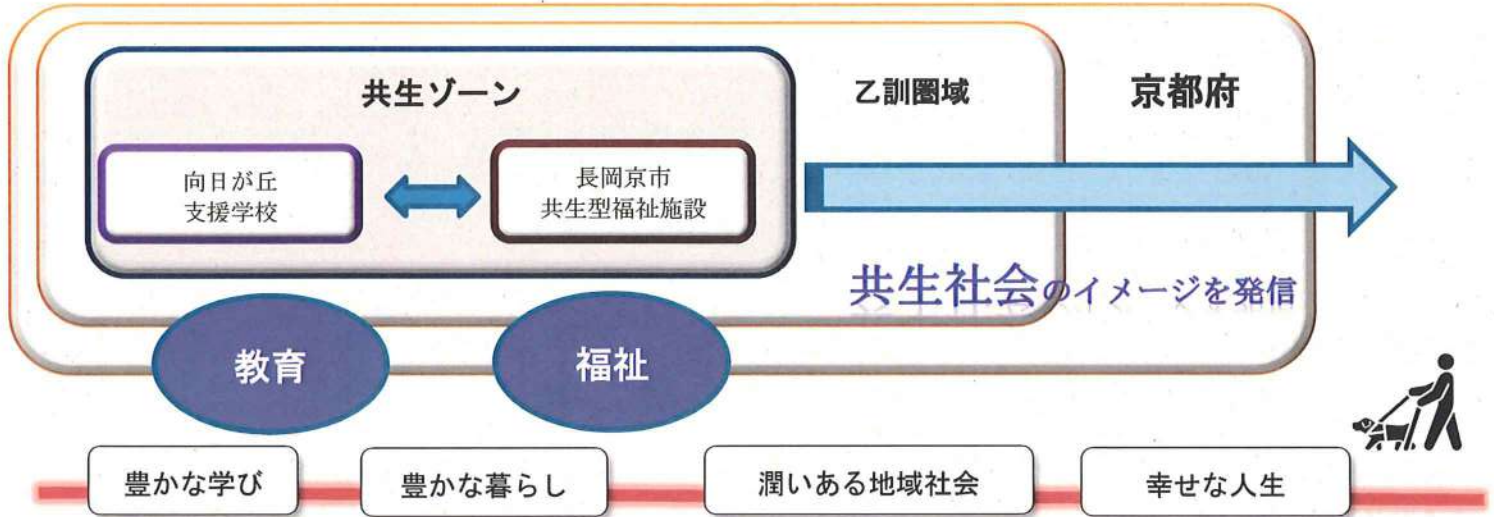 共生ゾーン
乙訓圏域
京都府
向日が丘
支援学校
長岡京市
共生型福祉施設
共生社会のイメージを発信
教育
福祉
豊かな学び
豊かな暮らし
潤いある地域社会
幸せな人生